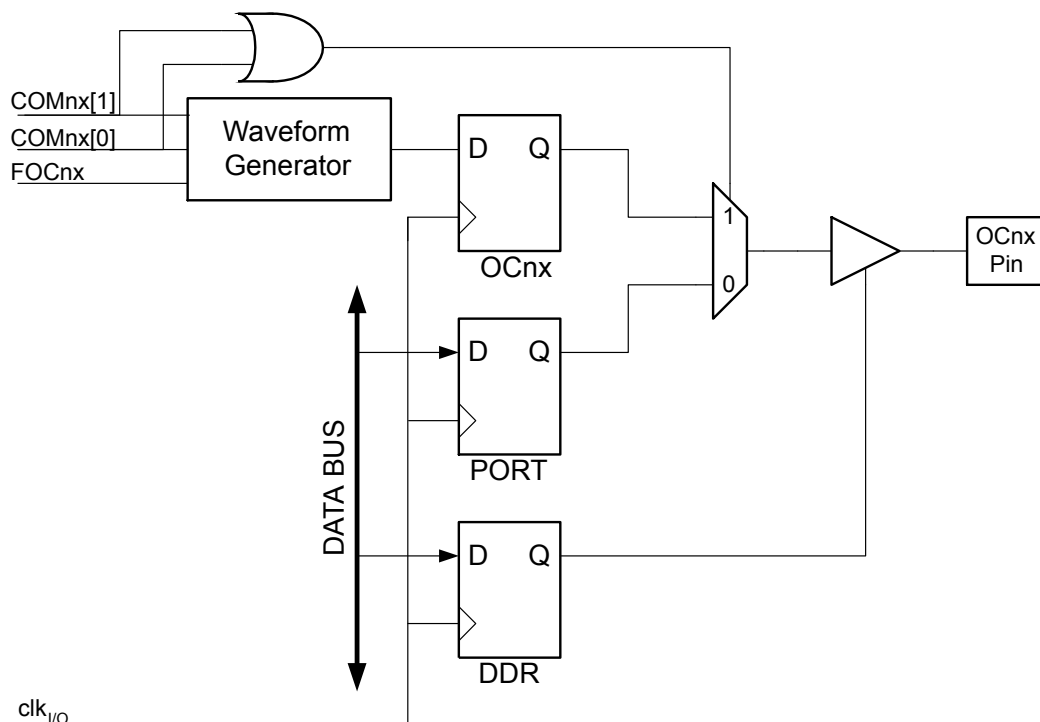 COMnx[1]
COMnx[0]
FOCnx
Waveform
Generator
D Q
OCnx
1
0
OCnx
Pin
D Q
PORT
DATA BUS
D Q
DDR
clkI/O